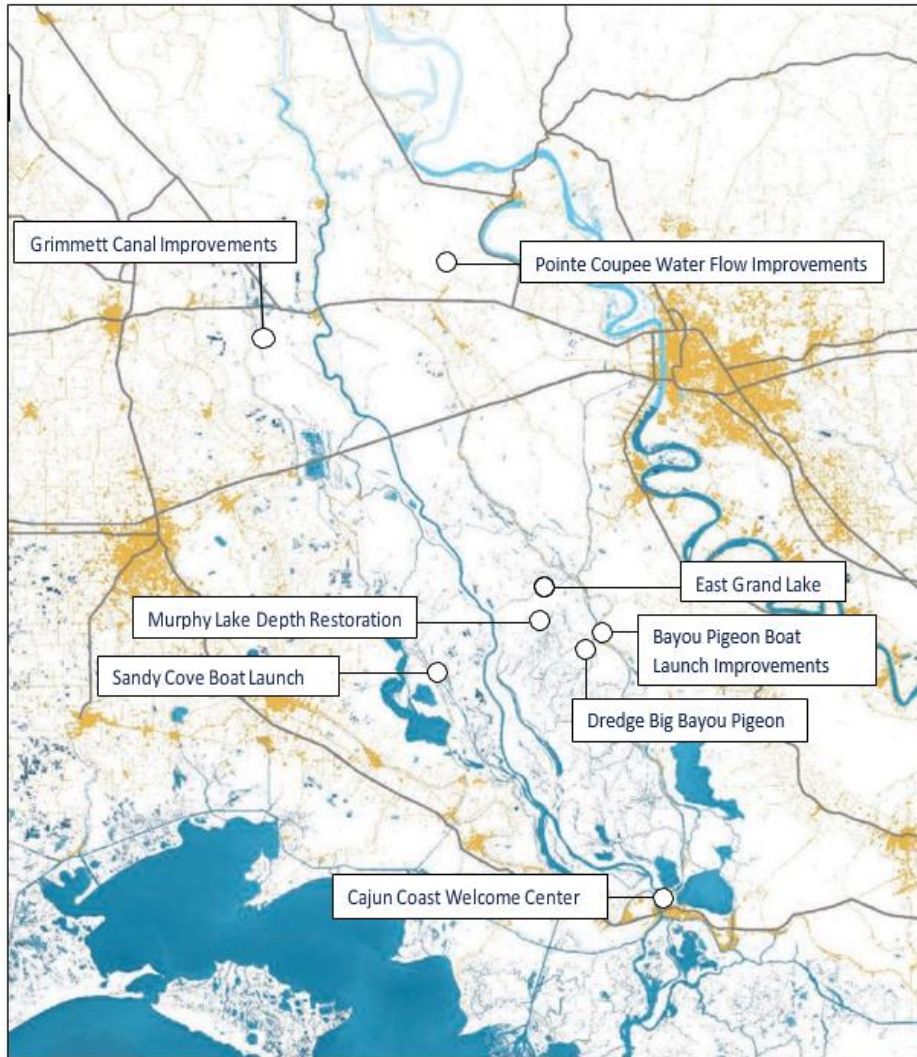 Grimmett Canal Improvements
Pointe Coupee Water Flow Improvements
East Grand Lake
Murphy Lake Depth Restoration
Bayou Pigeon Boat
Launch Improvements
Sandy Cove Boat Launch
Dredge Big Bayou Pigeon
Cajun Coast Welcome Center